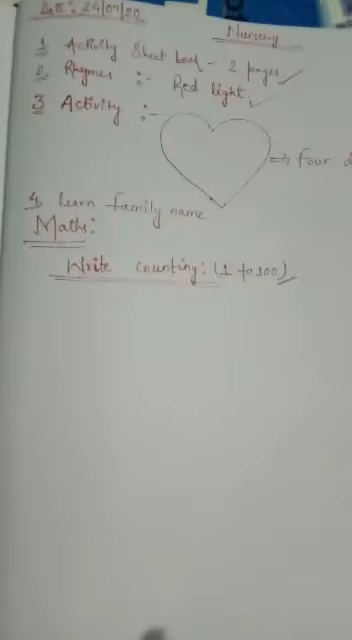 24/07/20
Nursery
1 Activity Sheet book - 2 pages
2 Rhymes :- Red light
3 Activity :-
⇒ four
4 Learn family name
Maths:
Write counting: (1 to 100)